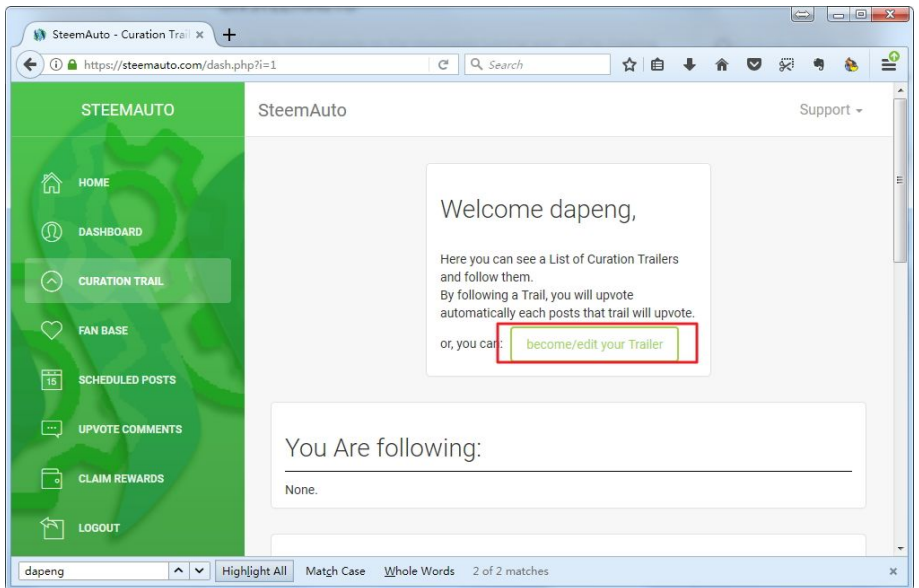 SteemAuto - Curation Trail
https://steemauto.com/dash.php?i=1
Search
STEEMAUTO
SteemAuto
Support
HOME
DASHBOARD
CURATION TRAIL
FAN BASE
15
SCHEDULED POSTS
UPVOTE COMMENTS
CLAIM REWARDS
LOGOUT
Welcome dapeng,
Here you can see a List of Curation Trailers
and follow them.
By following a Trail, you will upvote
automatically each posts that trail will upvote.
or, you can: become/edit your Trailer
You Are following:
None.
dapeng
Highlight All
Match Case
Whole Words
2 of 2 matches